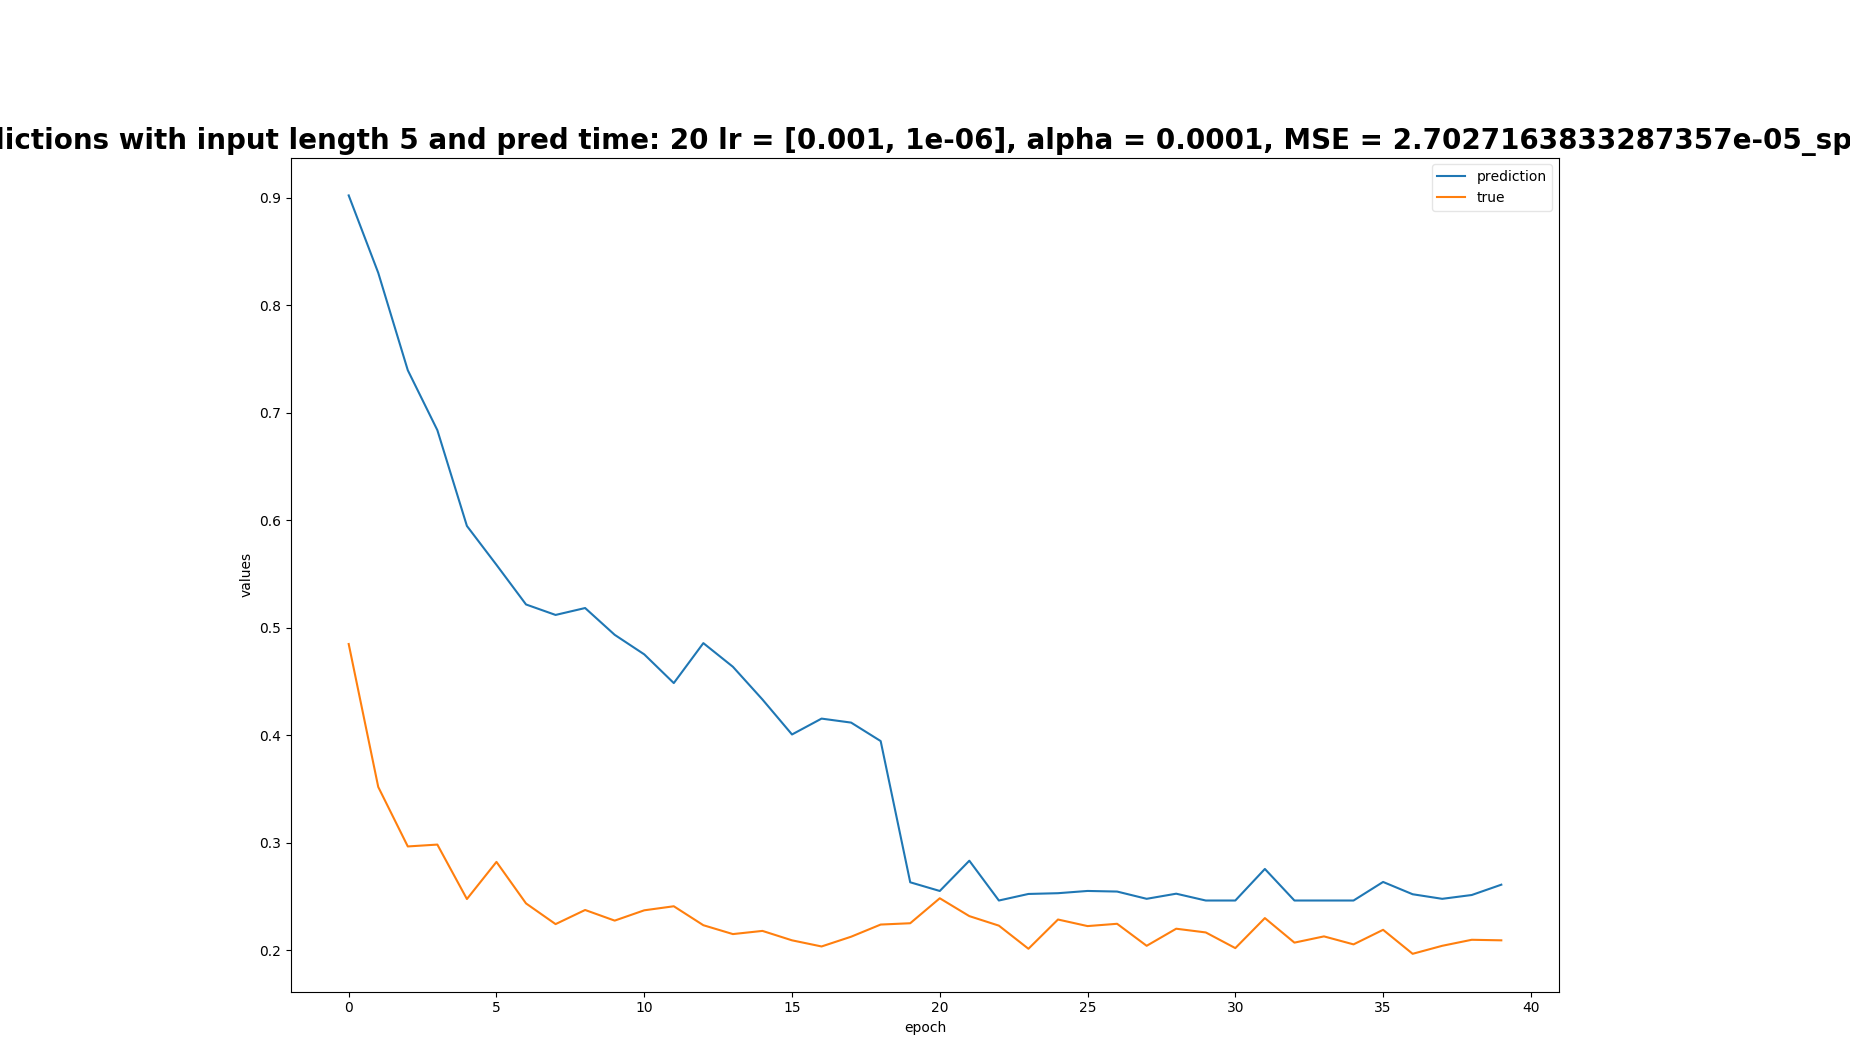 with input length 5 and pred time: 20 lr = [0.001, 1e-06], alpha = 0.0001, MSE = 2.7027163833287357e-05_sp
prediction
true
0.9
0.8
0.7
0.6
0.5
0.4
0.3
0.2
values
0 5 10 15 20 25 30 35 40
epoch